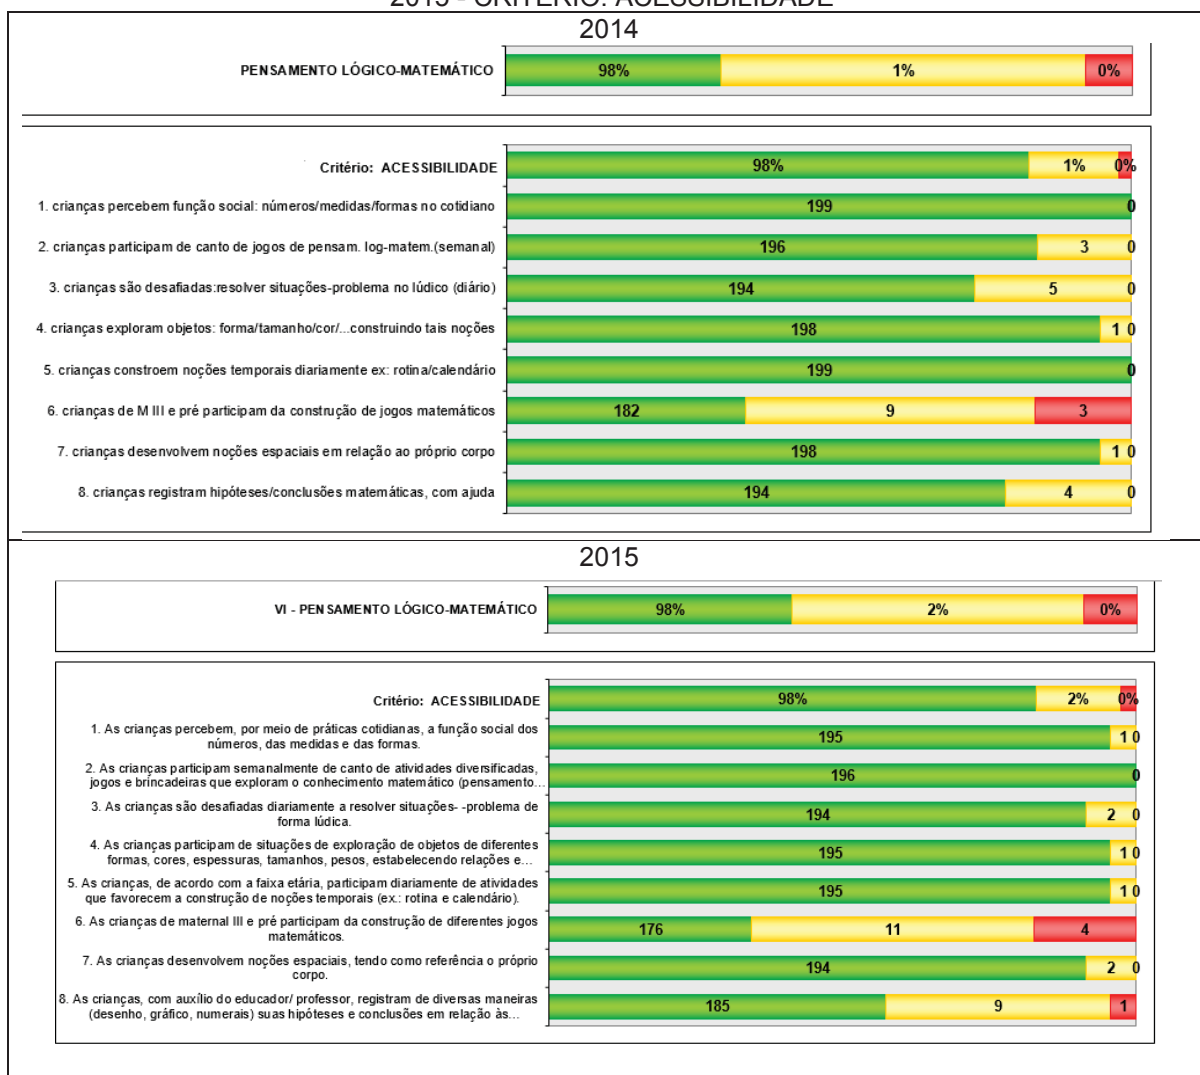 2015 - CRITÉRIO: ACESSIBILIDADE
2014
PENSAMENTO LÓGICO-MATEMÁTICO 98% 1% 0%
Critério: ACESSIBILIDADE 98% 1% 0%
1. crianças percebem função social: números/medidas/formas no cotidiano 199 0
2. crianças participam de canto de jogos de pensam. log-matem.(semanal) 196 3 0
3. crianças são desafiadas:resolver situações-problema no lúdico (diário) 194 5 0
4. crianças exploram objetos: forma/tamanho/cor/...construindo tais noções 198 1 0
5. crianças constroem noções temporais diariamente ex: rotina/calendário 199 0
6. crianças de M III e pré participam da construção de jogos matemáticos 182 9 3
7. crianças desenvolvem noções espaciais em relação ao próprio corpo 198 1 0
8. crianças registram hipóteses/conclusões matemáticas, com ajuda 194 4 0
2015
VI - PENSAMENTO LÓGICO-MATEMÁTICO 98% 2% 0%
Critério: ACESSIBILIDADE 98% 2% 0%
1. As crianças percebem, por meio de práticas cotidianas, a função social dos
números, das medidas e das formas. 195 1 0
2. As crianças participam semanalmente de canto de atividades diversificadas,
jogos e brincadeiras que exploram o conhecimento matemático (pensamento... 196 0
3. As crianças são desafiadas diariamente a resolver situações- -problema de
forma lúdica. 194 2 0
4. As crianças participam de situações de exploração de objetos de diferentes
formas, cores, espessuras, tamanhos, pesos, estabelecendo relações e... 195 1 0
5. As crianças, de acordo com a faixa etária, participam diariamente de atividades
que favorecem a construção de noções temporais (ex.: rotina e calendário). 195 1 0
6. As crianças de maternal III e pré participam da construção de diferentes jogos
matemáticos. 176 11 4
7. As crianças desenvolvem noções espaciais, tendo como referência o próprio
corpo. 194 2 0
8. As crianças, com auxílio do educador/ professor, registram de diversas maneiras
(desenho, gráfico, numerais) suas hipóteses e conclusões em relação às... 185 9 1